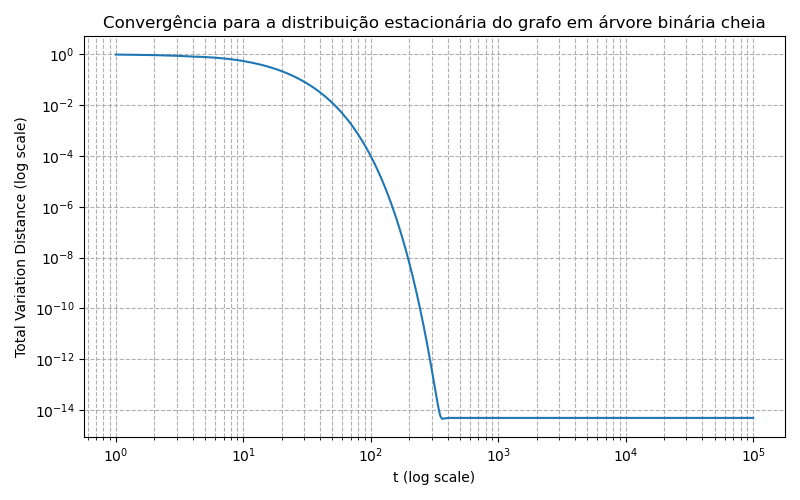 Convergência para a distribuição estacionária do grafo em árvore binária cheia
Total Variation Distance (log scale)
10^0
10^-2
10^-4
10^-6
10^-8
10^-10
10^-12
10^-14
10^0 10^1 10^2 10^3 10^4 10^5
t (log scale)